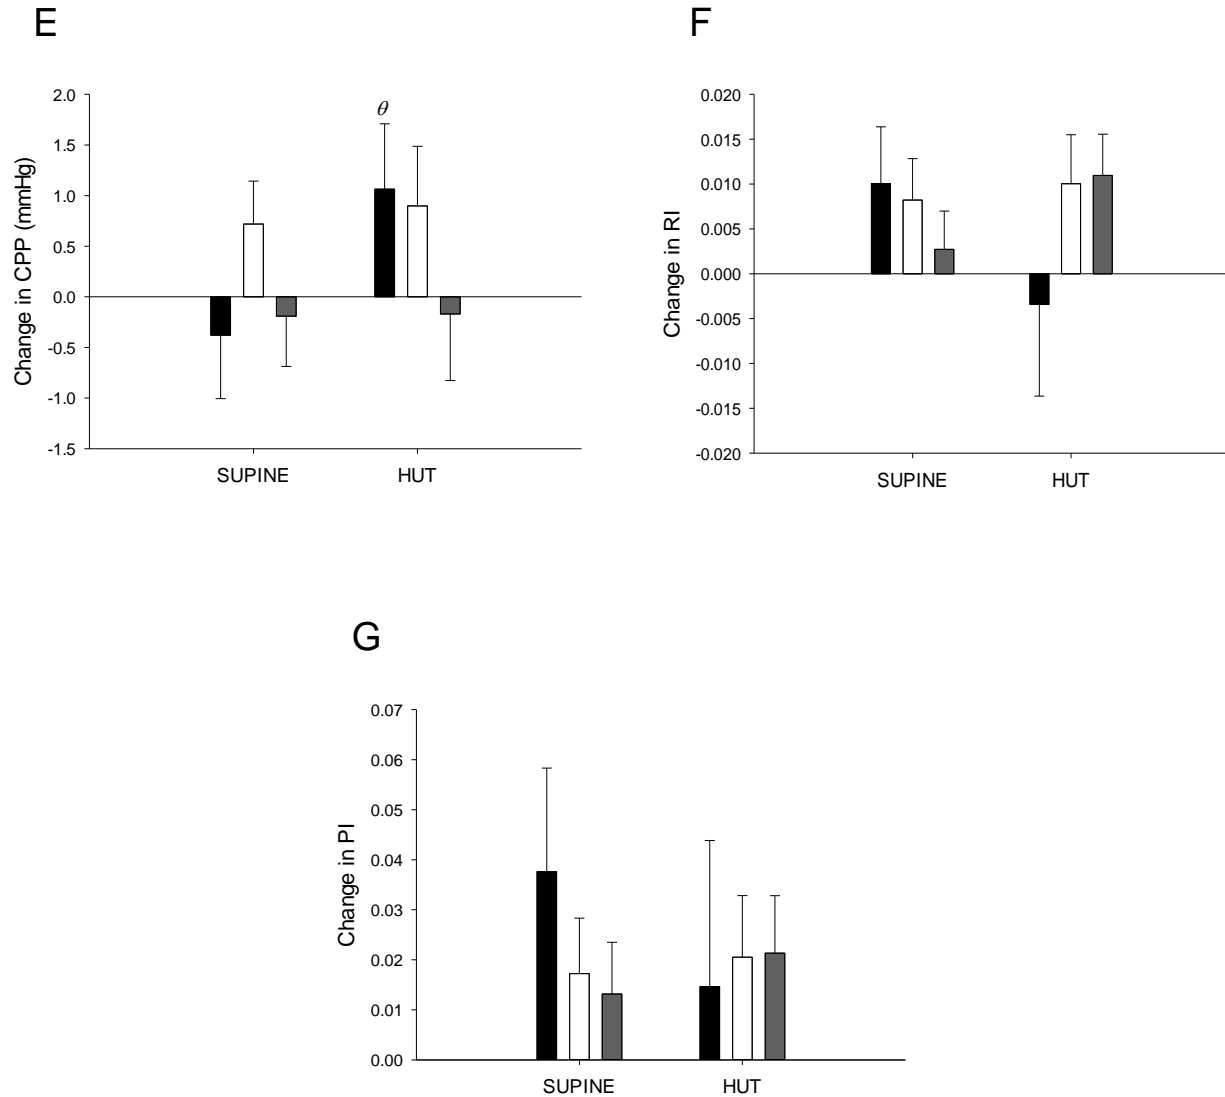 E
2.0
1.5
1.0
0.5
0.0
-0.5
-1.0
-1.5
Change in CPP (mmHg)
θ
SUPINE HUT
F
0.020
0.015
0.010
0.005
0.000
-0.005
-0.010
-0.015
-0.020
Change in RI
SUPINE HUT
G
0.07
0.06
0.05
0.04
0.03
0.02
0.01
0.00
Change in PI
SUPINE HUT